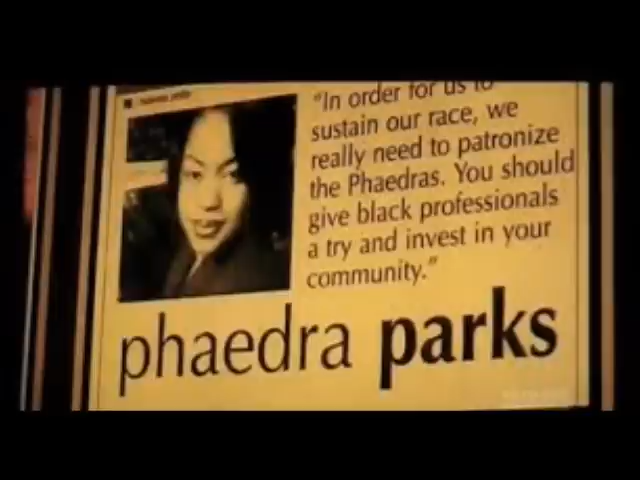 "In order for us to
sustain our race, we
really need to patronize
the Phaedras. You should
give black professionals
a try and invest in your
community."
phaedra parks